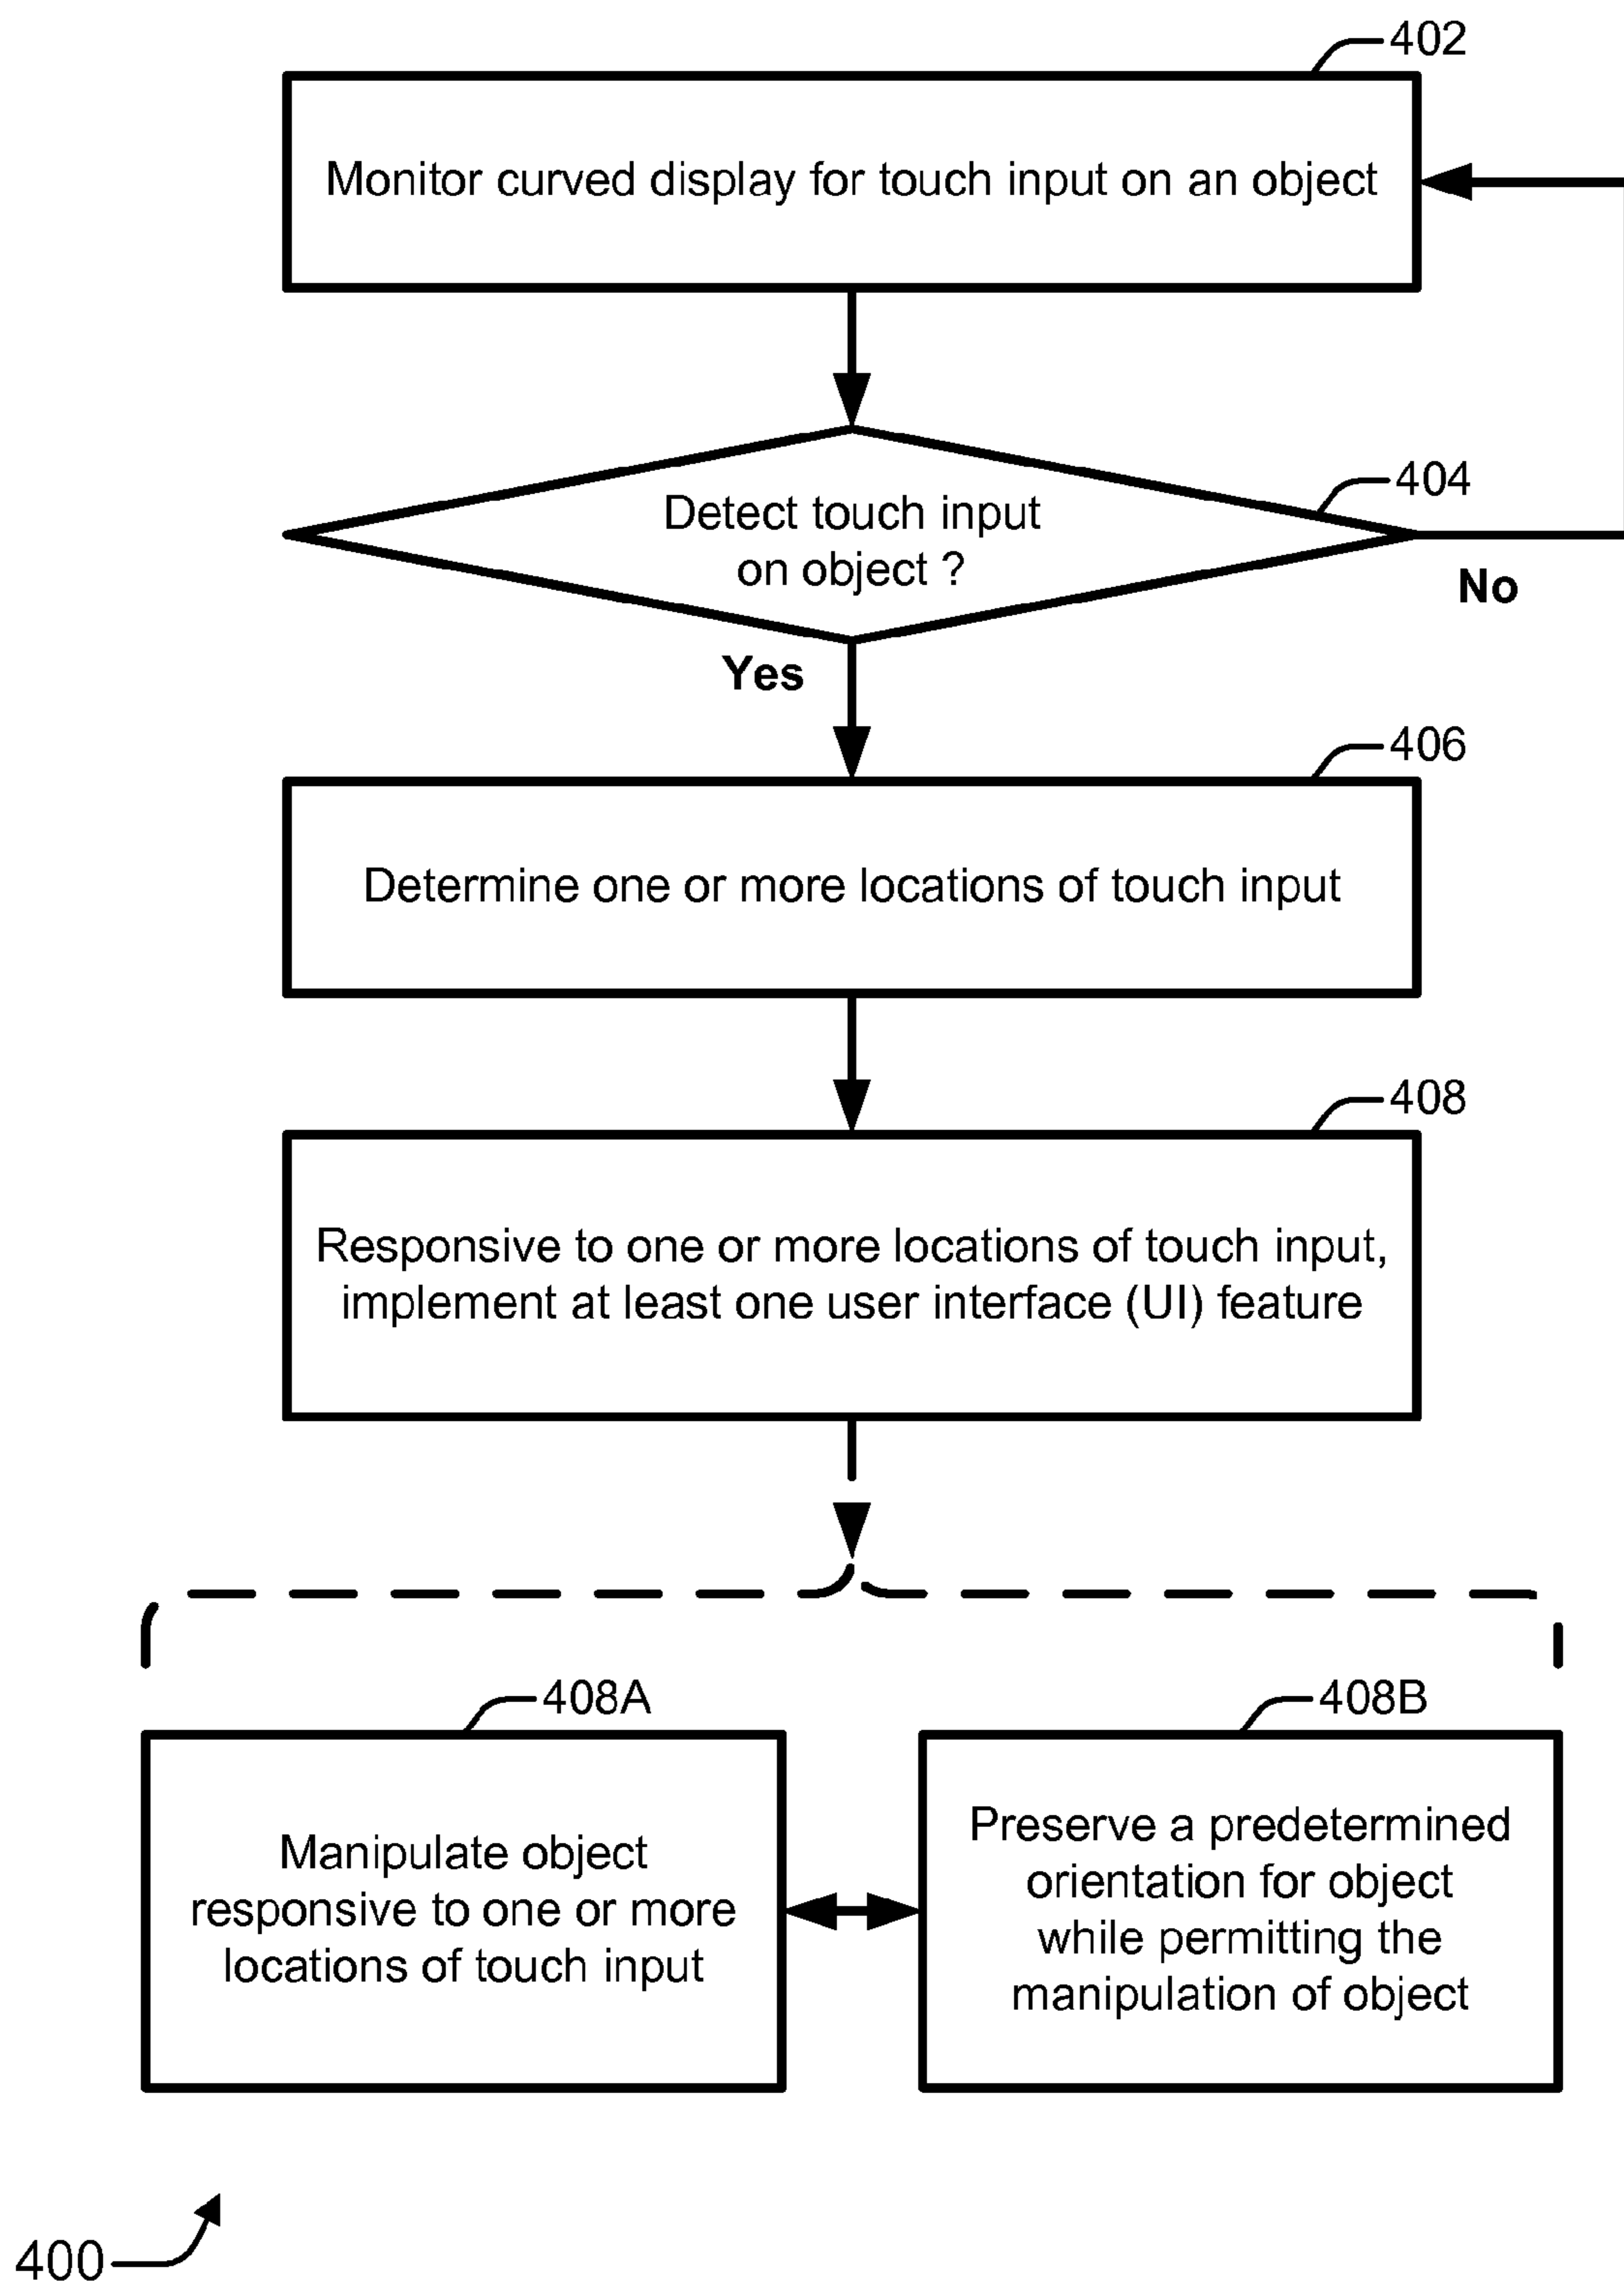 402
Monitor curved display for touch input on an object
404
Detect touch input
on object ?
No
Yes
406
Determine one or more locations of touch input
408
Responsive to one or more locations of touch input,
implement at least one user interface (UI) feature
408A
Manipulate object
responsive to one or more
locations of touch input
408B
Preserve a predetermined
orientation for object
while permitting the
manipulation of object
400